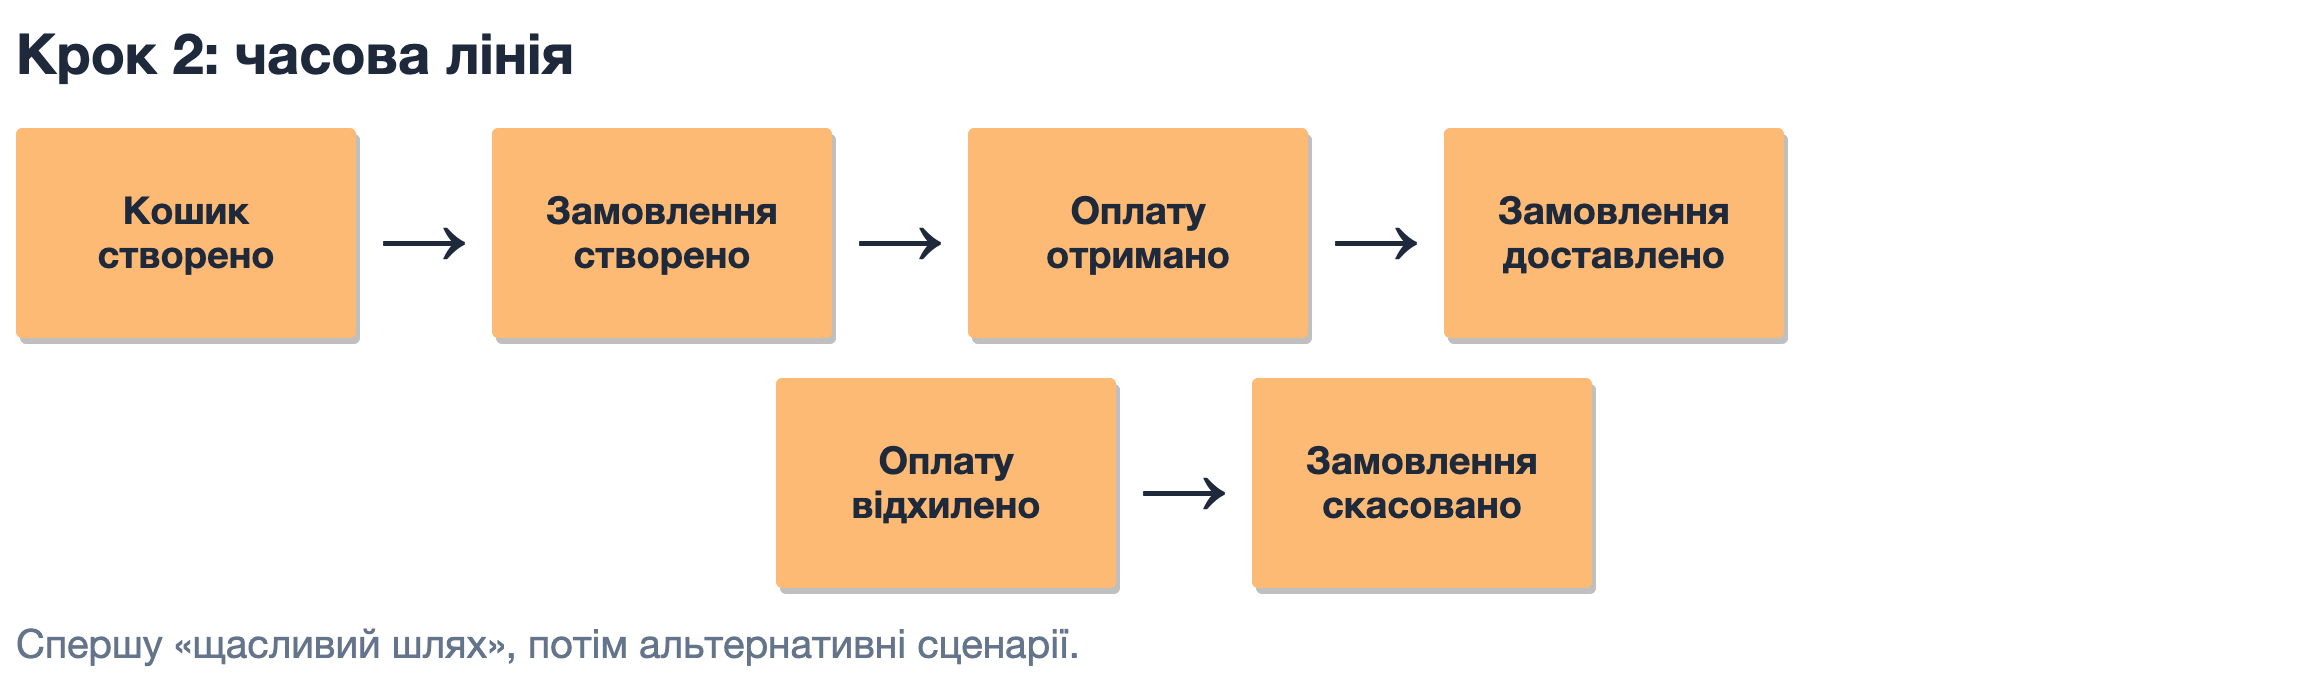 Крок 2: часова лінія
Кошик
створено
Замовлення
створено
Оплату
отримано
Замовлення
доставлено
Оплату
відхилено
Замовлення
скасовано
Спершу «щасливий шлях», потім альтернативні сценарії.